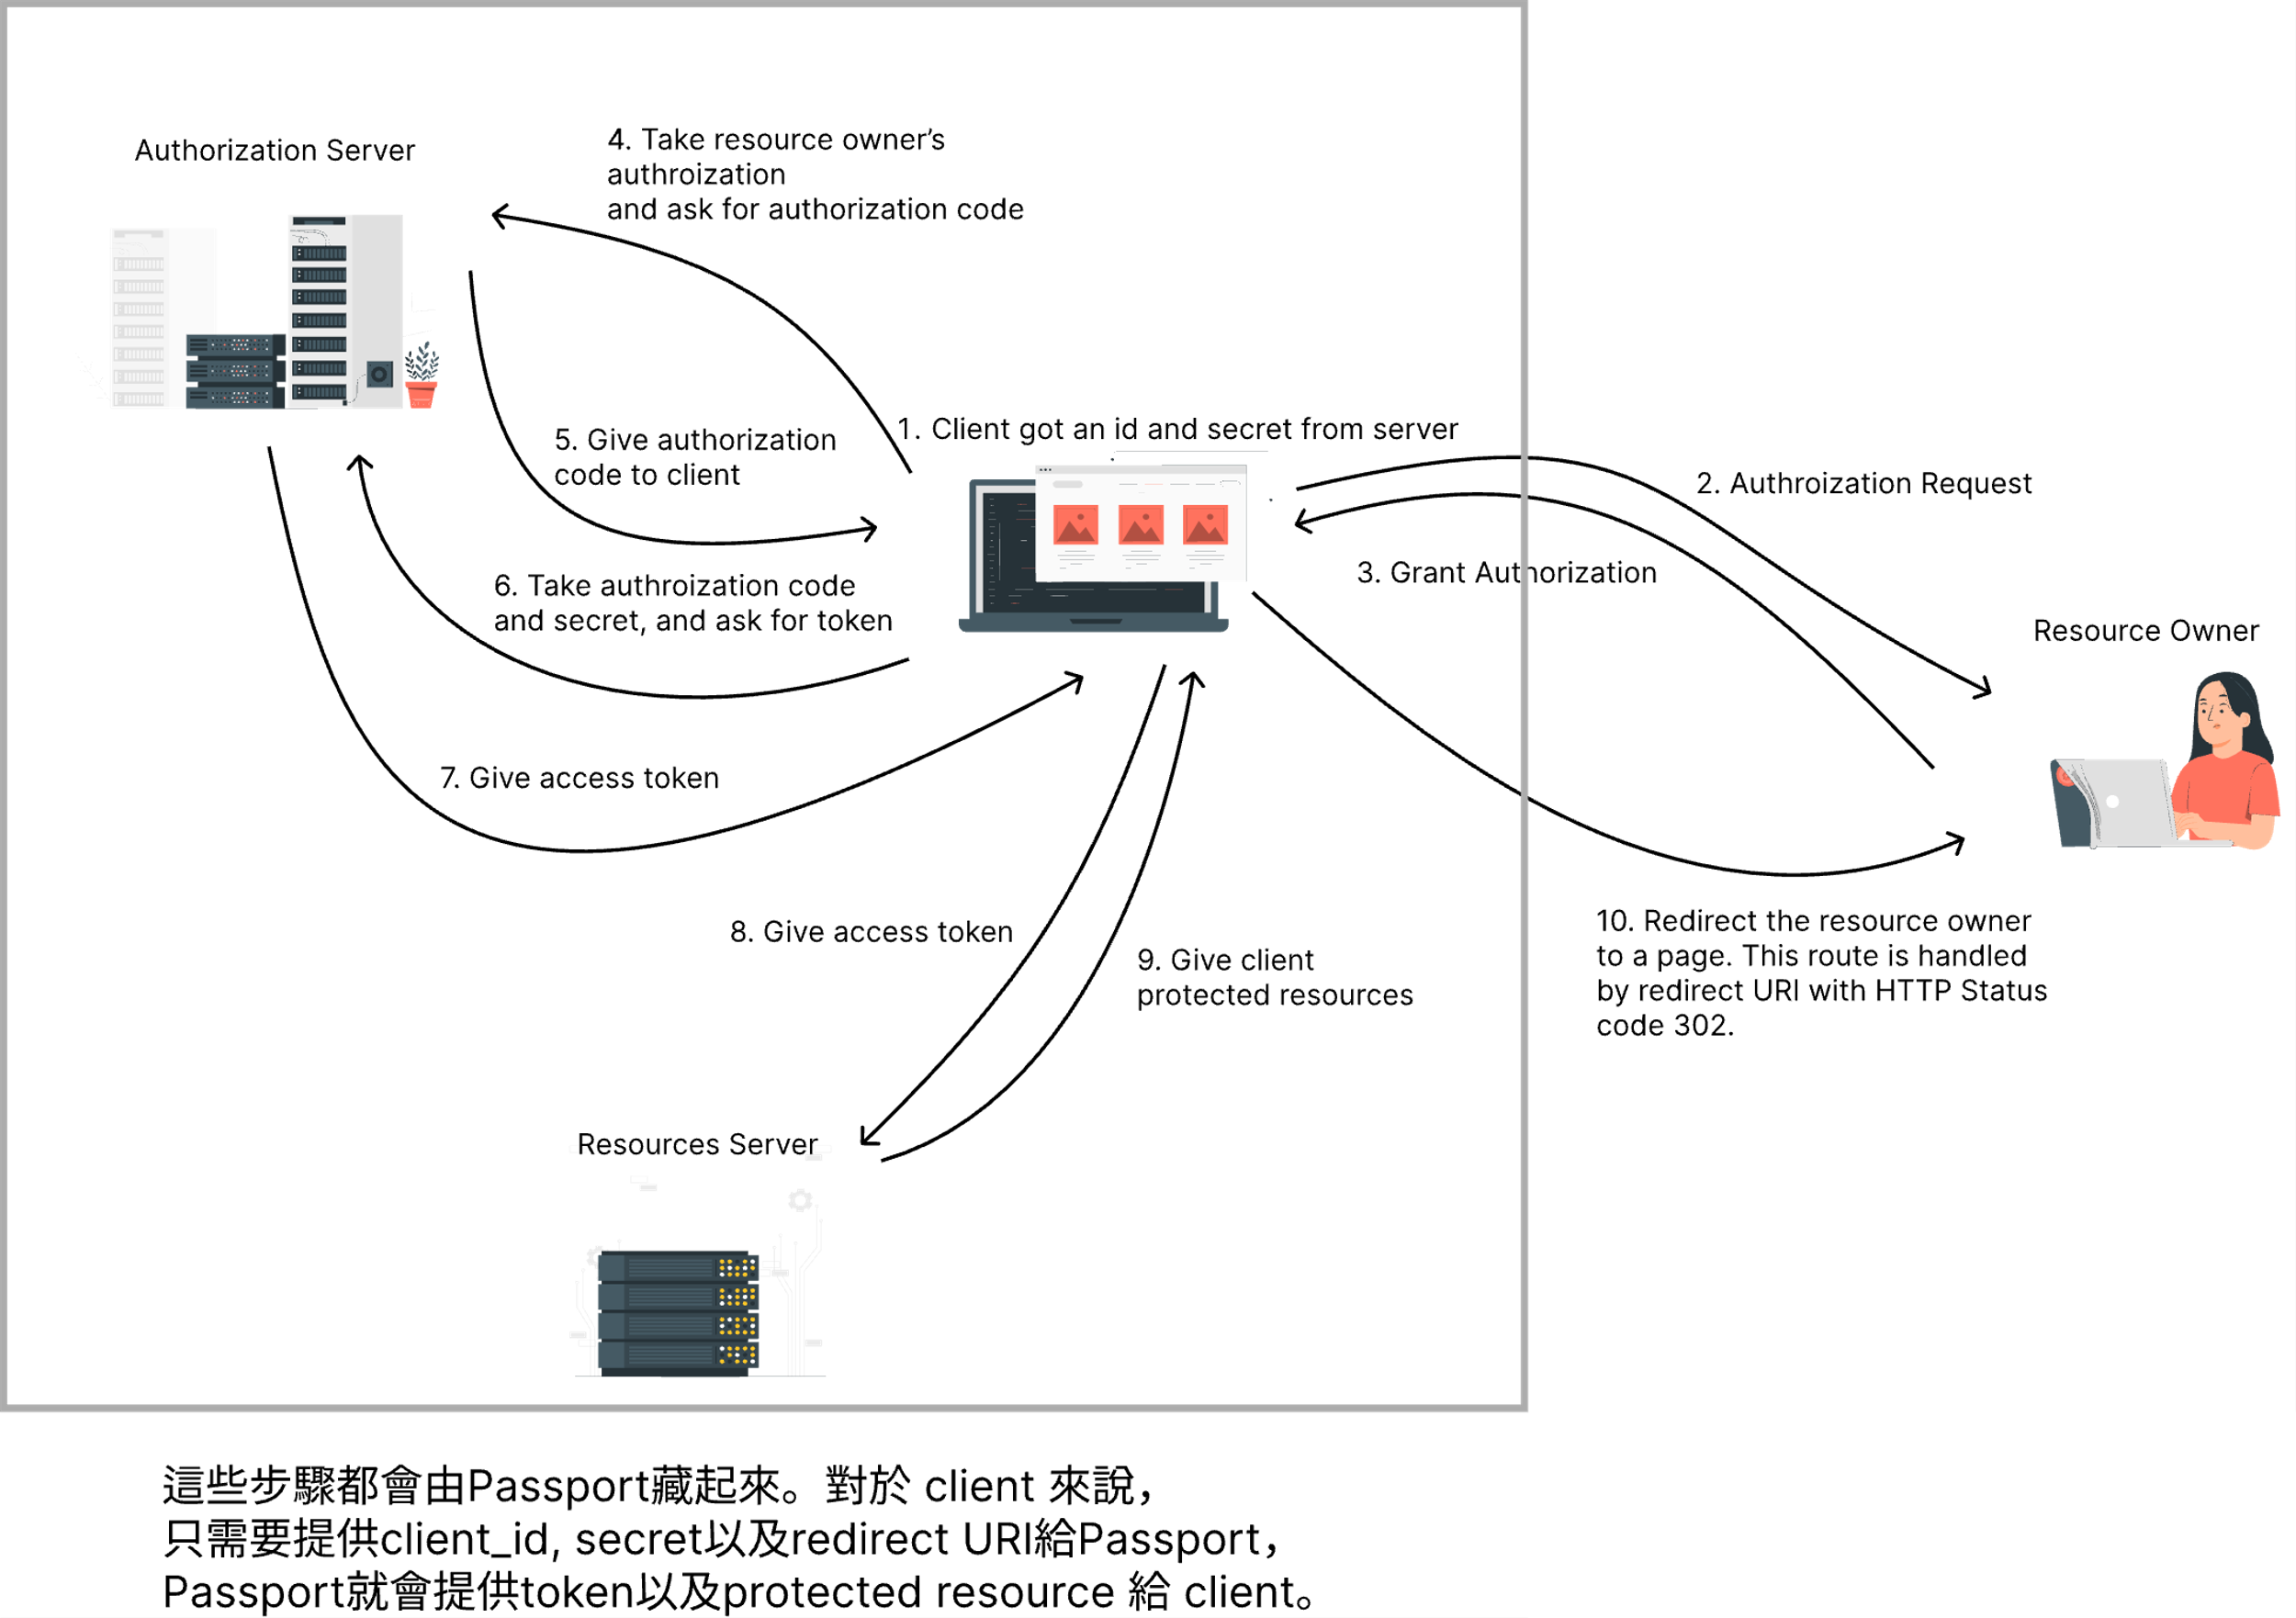 Authorization Server
4. Take resource owner’s
authroization
and ask for authorization code
1. Client got an id and secret from server
5. Give authorization
code to client
2. Authroization Request
3. Grant Authorization
6. Take authroization code
and secret, and ask for token
Resource Owner
7. Give access token
8. Give access token
9. Give client
protected resources
10. Redirect the resource owner
to a page. This route is handled
by redirect URI with HTTP Status
code 302.
Resources Server
這些步驟都會由Passport藏起來。對於 client 來說，
只需要提供client_id, secret以及redirect URI給Passport，
Passport就會提供token以及protected resource 給 client。